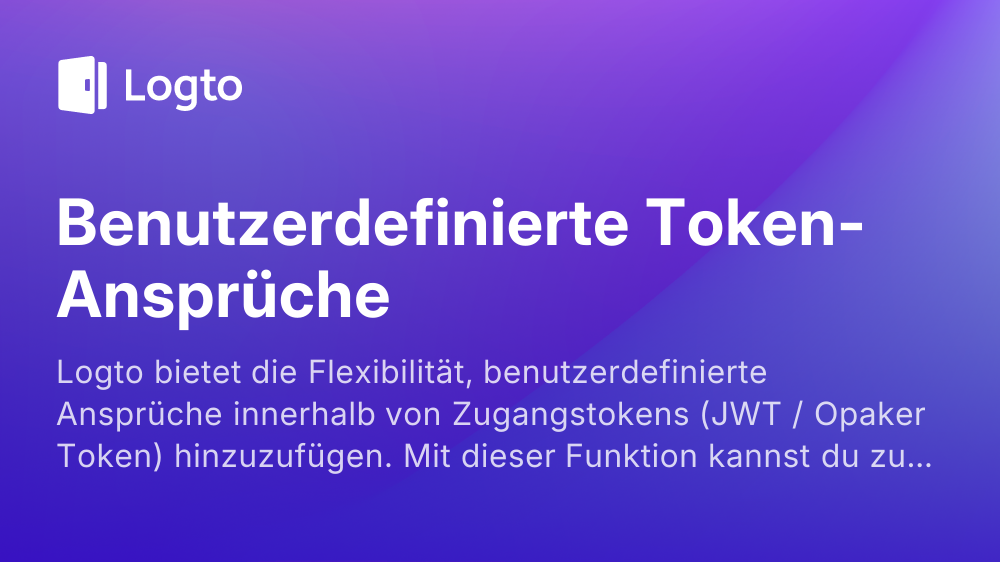 Logto
Benutzerdefinierte Token-
Ansprüche
Logto bietet die Flexibilität, benutzerdefinierte
Ansprüche innerhalb von Zugangstokens (JWT / Opaker
Token) hinzuzufügen. Mit dieser Funktion kannst du zu...